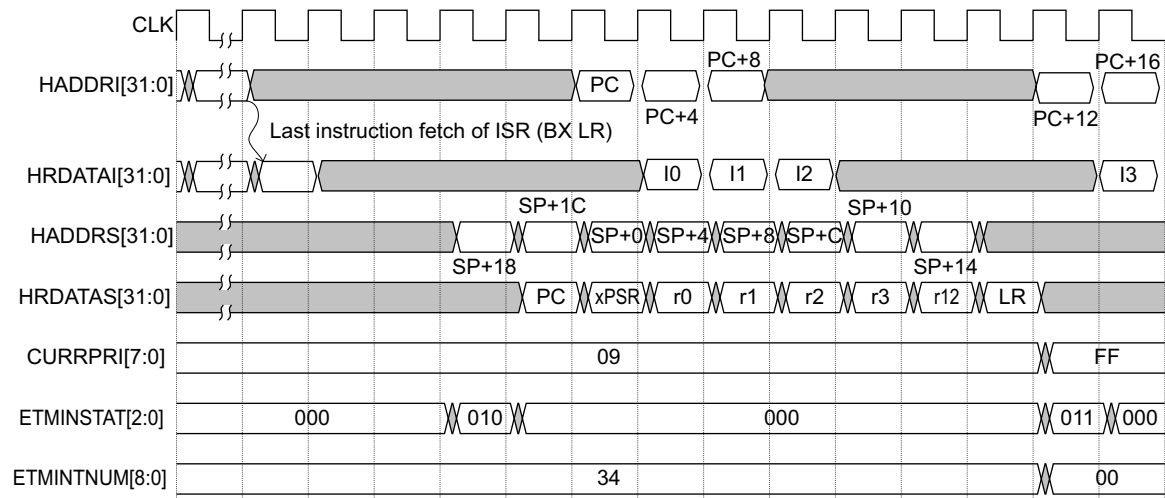 CLK
PC+8
PC+16
HADDRI[31:0]
PC
PC+4
PC+12
Last instruction fetch of ISR (BX LR)
HRDATAI[31:0]
I0 I1 I2 I3
SP+1C
SP+10
HADDRS[31:0]
SP+0 SP+4 SP+8 SP+C
SP+18
SP+14
HRDATAS[31:0]
PC xPSR r0 r1 r2 r3 r12 LR
CURRPRI[7:0]
09 FF
ETMINSTAT[2:0]
000 010 000 011 000
ETMINTNUM[8:0]
34 00